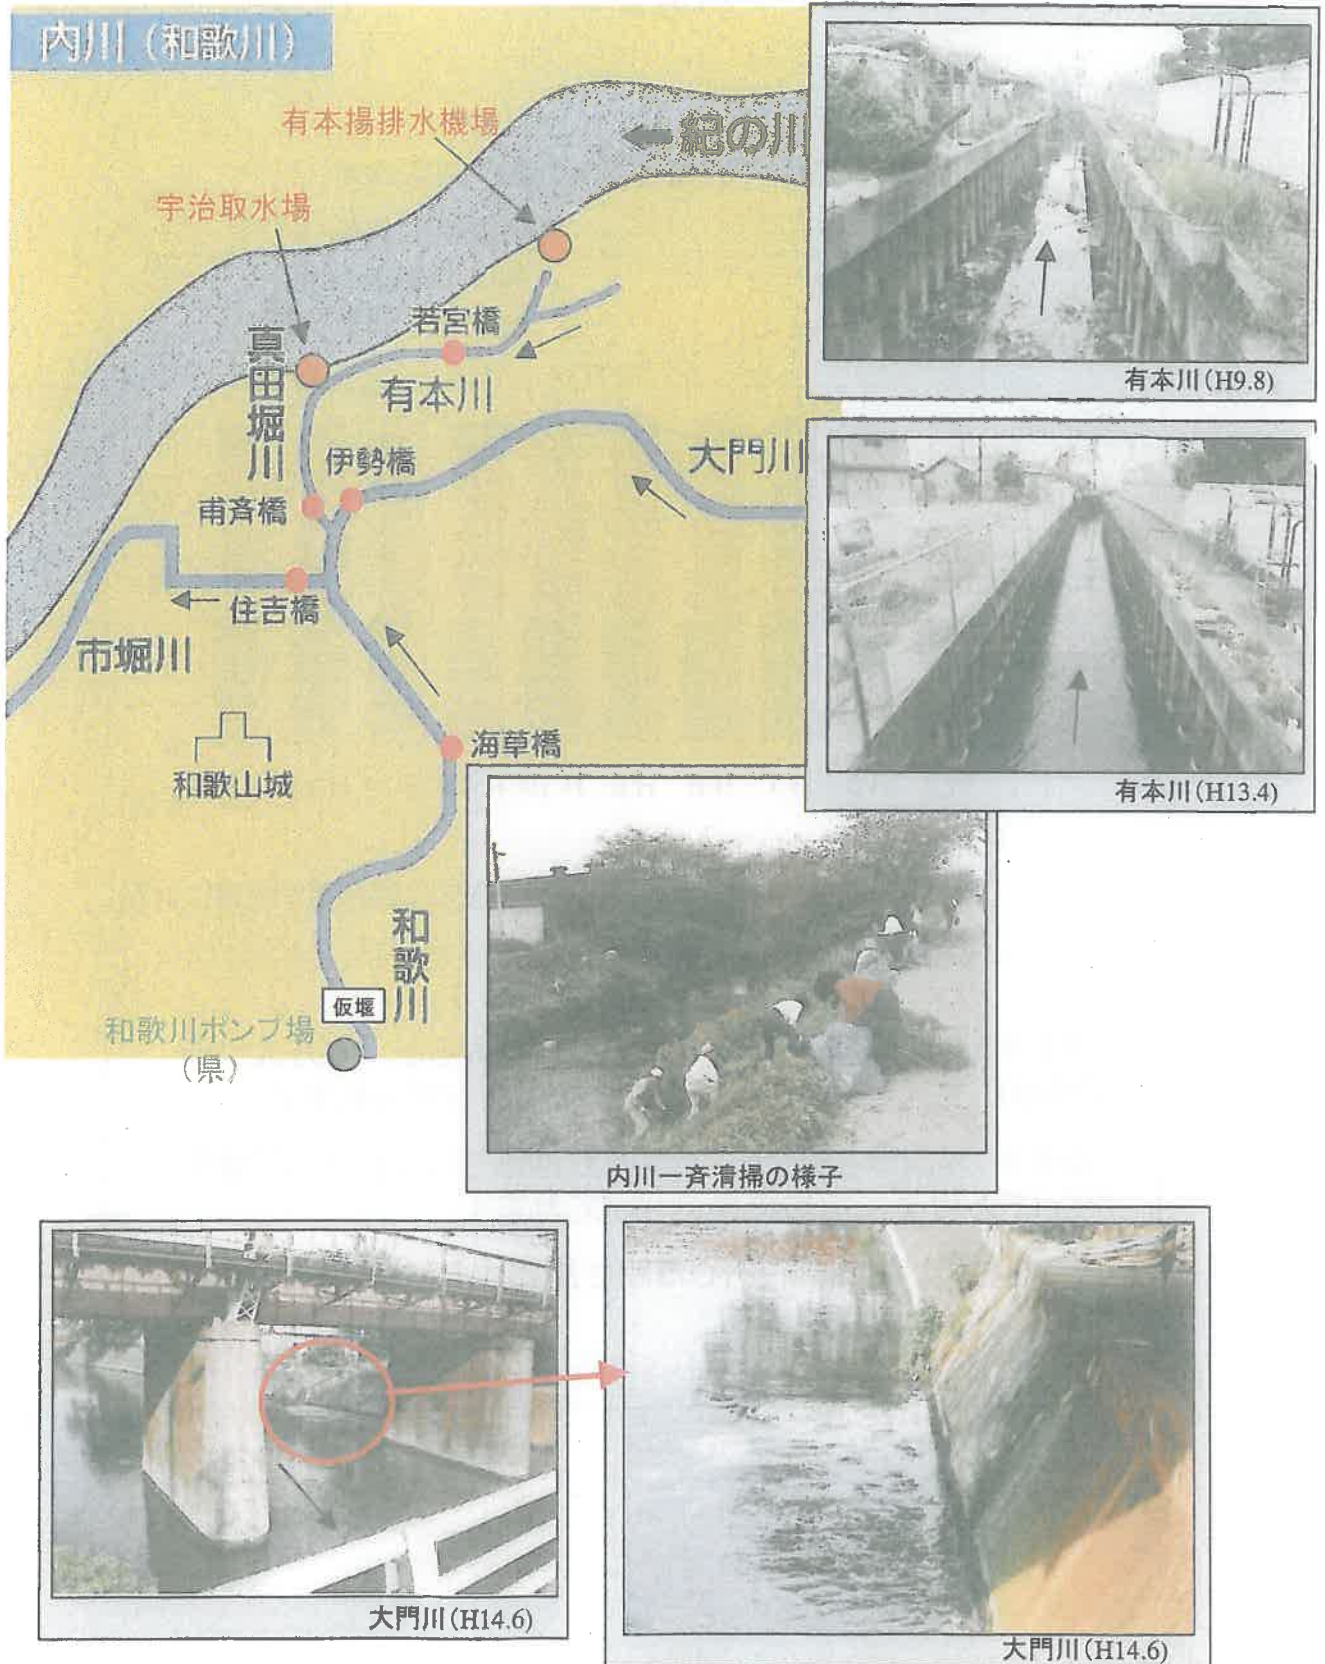 内川（和歌川）
有本揚排水機場
紀の川
宇治取水場
若宮橋
真田堀川
有本川
伊勢橋
大門川
甫斉橋
住吉橋
市堀川
海草橋
和歌山城
和歌川
仮堰
和歌川ポンプ場
（県）
有本川（H9.8）
有本川（H13.4）
内川一斉清掃の様子
大門川（H14.6）
大門川（H14.6）